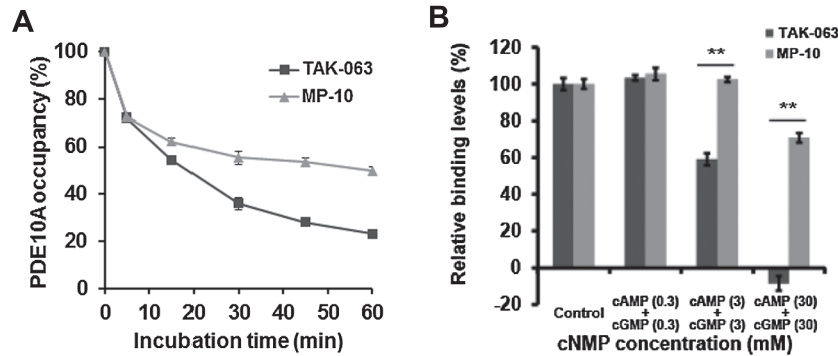 A
PDE10A occupancy (%)
100
80
60
40
20
0
TAK-063
MP-10
0 10 20 30 40 50 60
Incubation time (min)
B
Relative binding levels (%)
120
100
80
60
40
20
0
−20
TAK-063
MP-10
**
**
Control
cAMP (0.3)
+
cGMP (0.3)
cAMP (3)
+
cGMP (3)
cAMP (30)
+
cGMP (30)
cNMP concentration (mM)